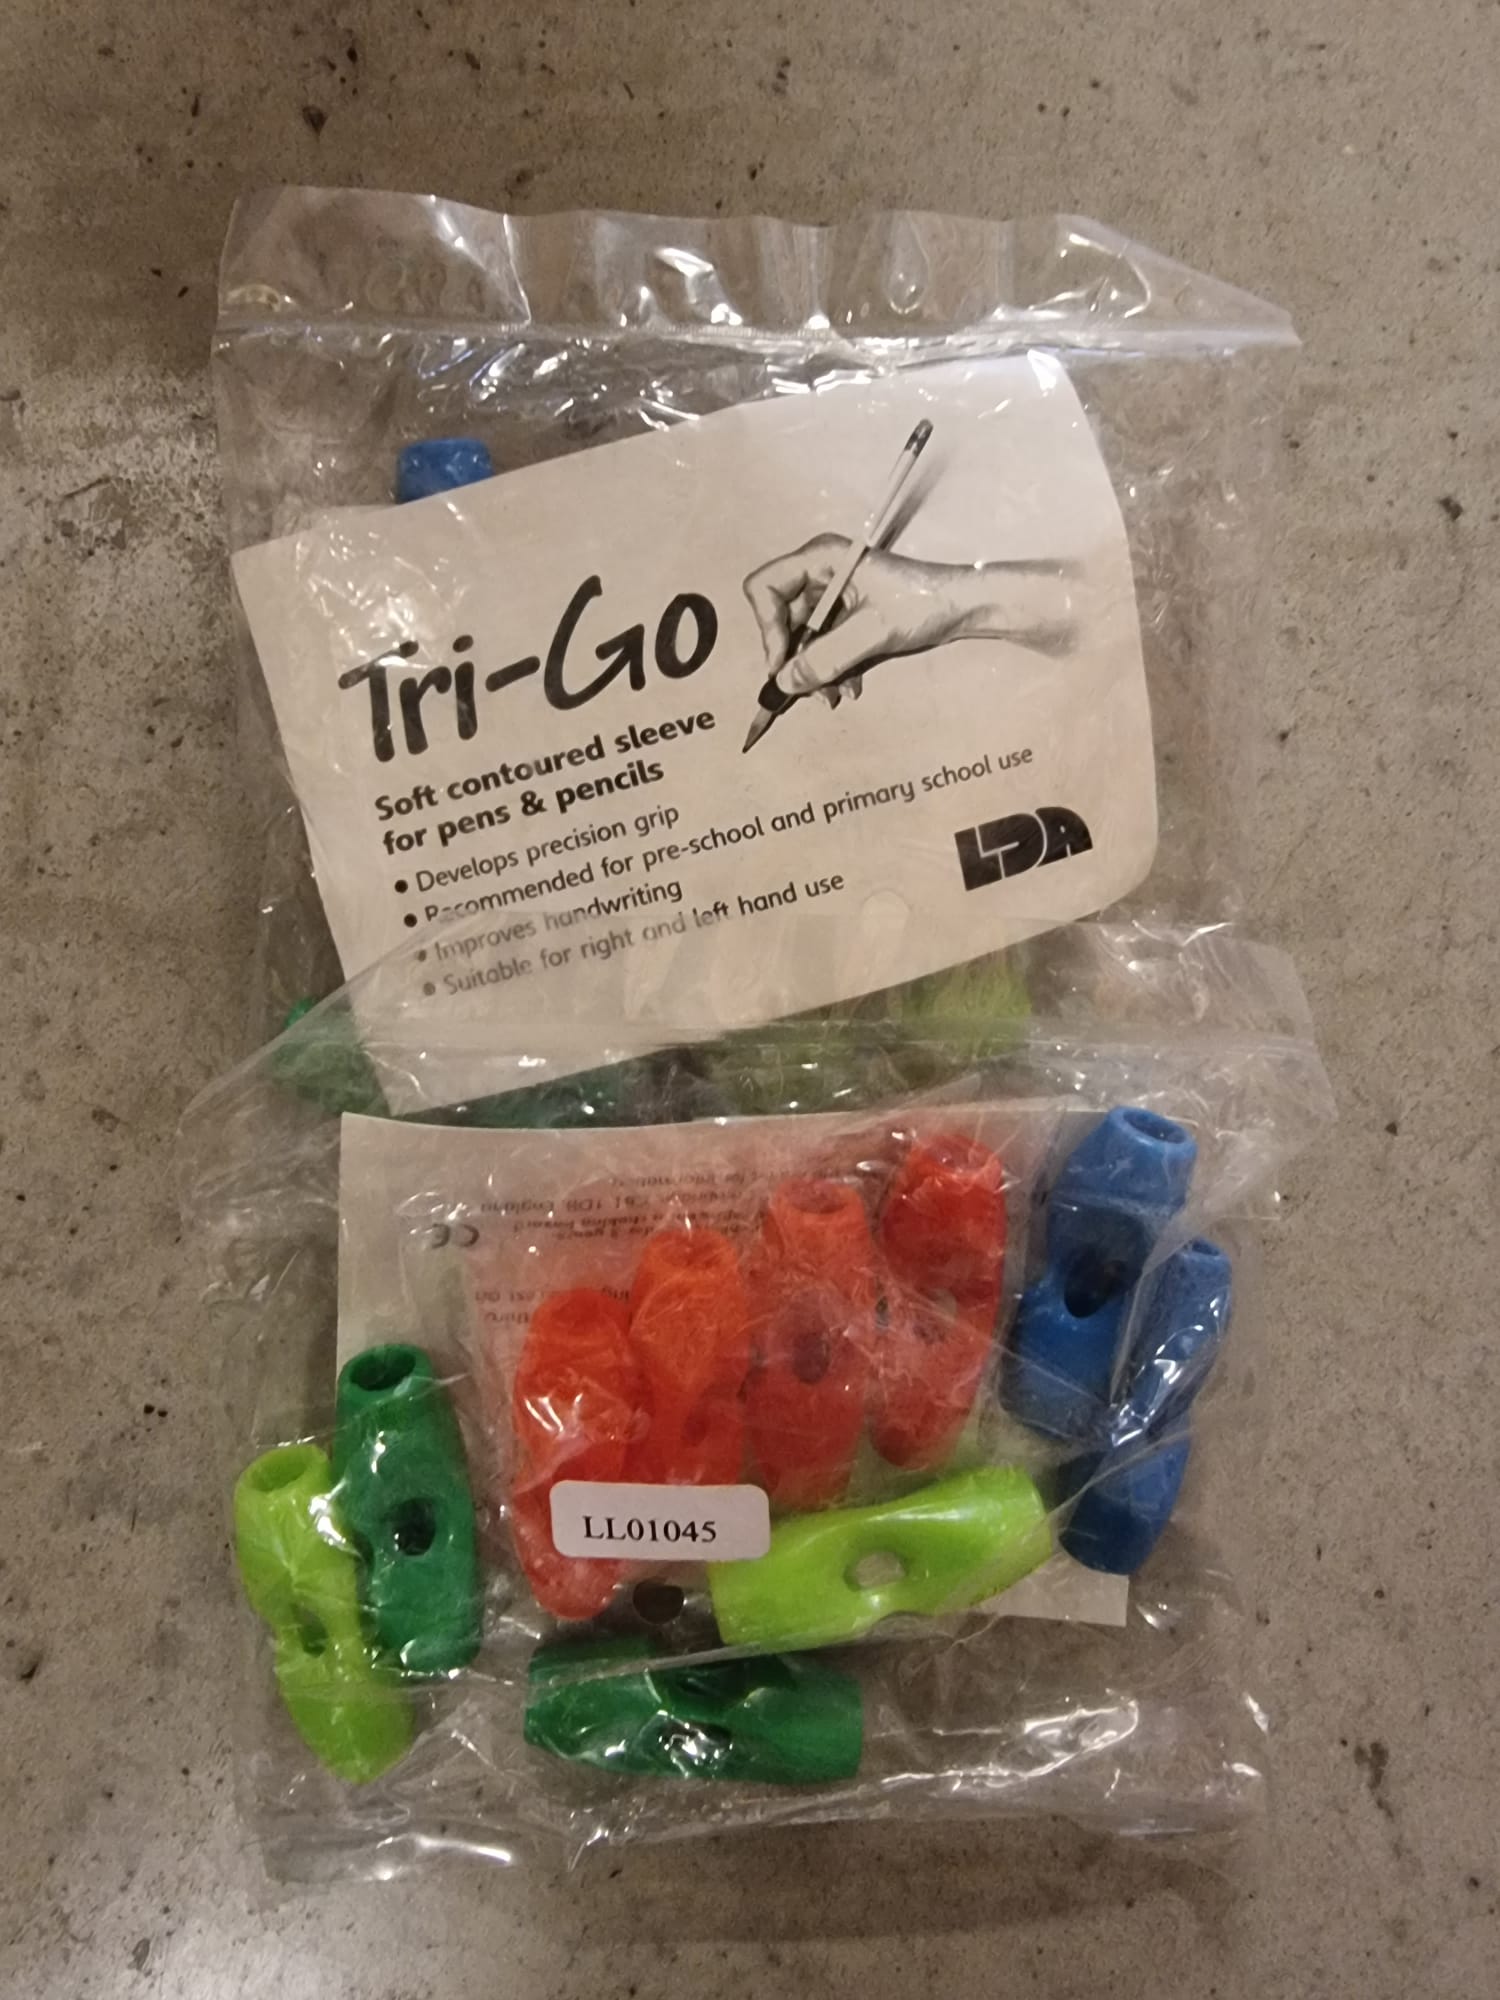 Tri-Go
Soft contoured sleeve
for pens & pencils
• Develops precision grip
• Recommended for pre-school and primary school use
• Improves handwriting
• Suitable for right and left hand use
LDA
CE
LL01045